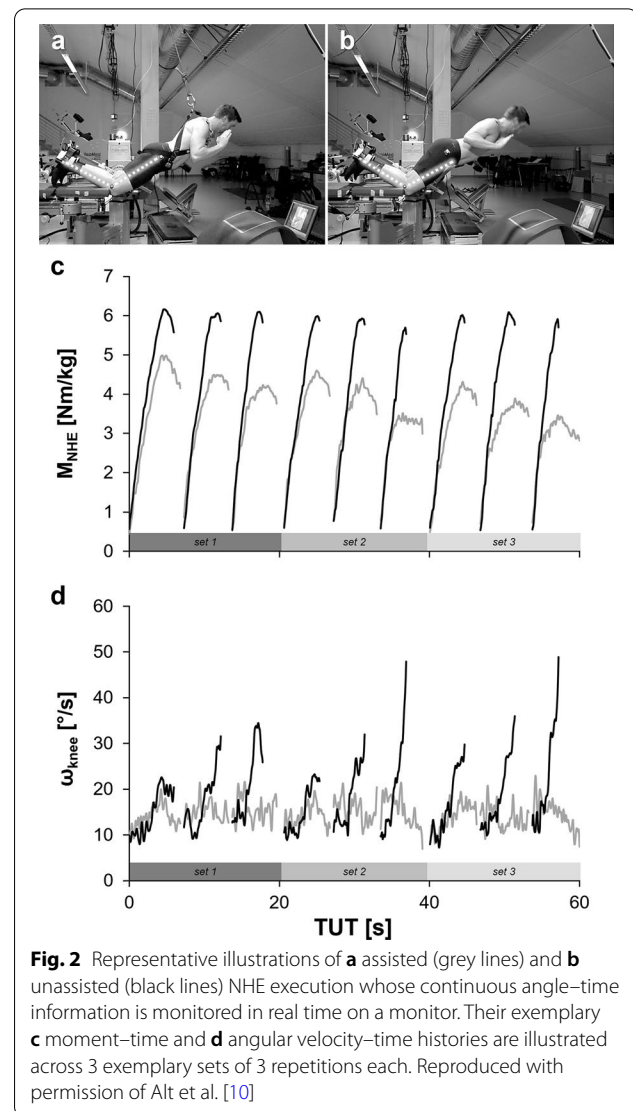 a
b
c
7
6
5
4
3
2
1
0
M_NHE [Nm/kg]
set 1
set 2
set 3
d
60
50
40
30
20
10
0
ω_knee [°/s]
set 1
set 2
set 3
0
20
40
60
TUT [s]
Fig. 2 Representative illustrations of a assisted (grey lines) and b
unassisted (black lines) NHE execution whose continuous angle–time
information is monitored in real time on a monitor. Their exemplary
c moment–time and d angular velocity–time histories are illustrated
across 3 exemplary sets of 3 repetitions each. Reproduced with
permission of Alt et al. [10]